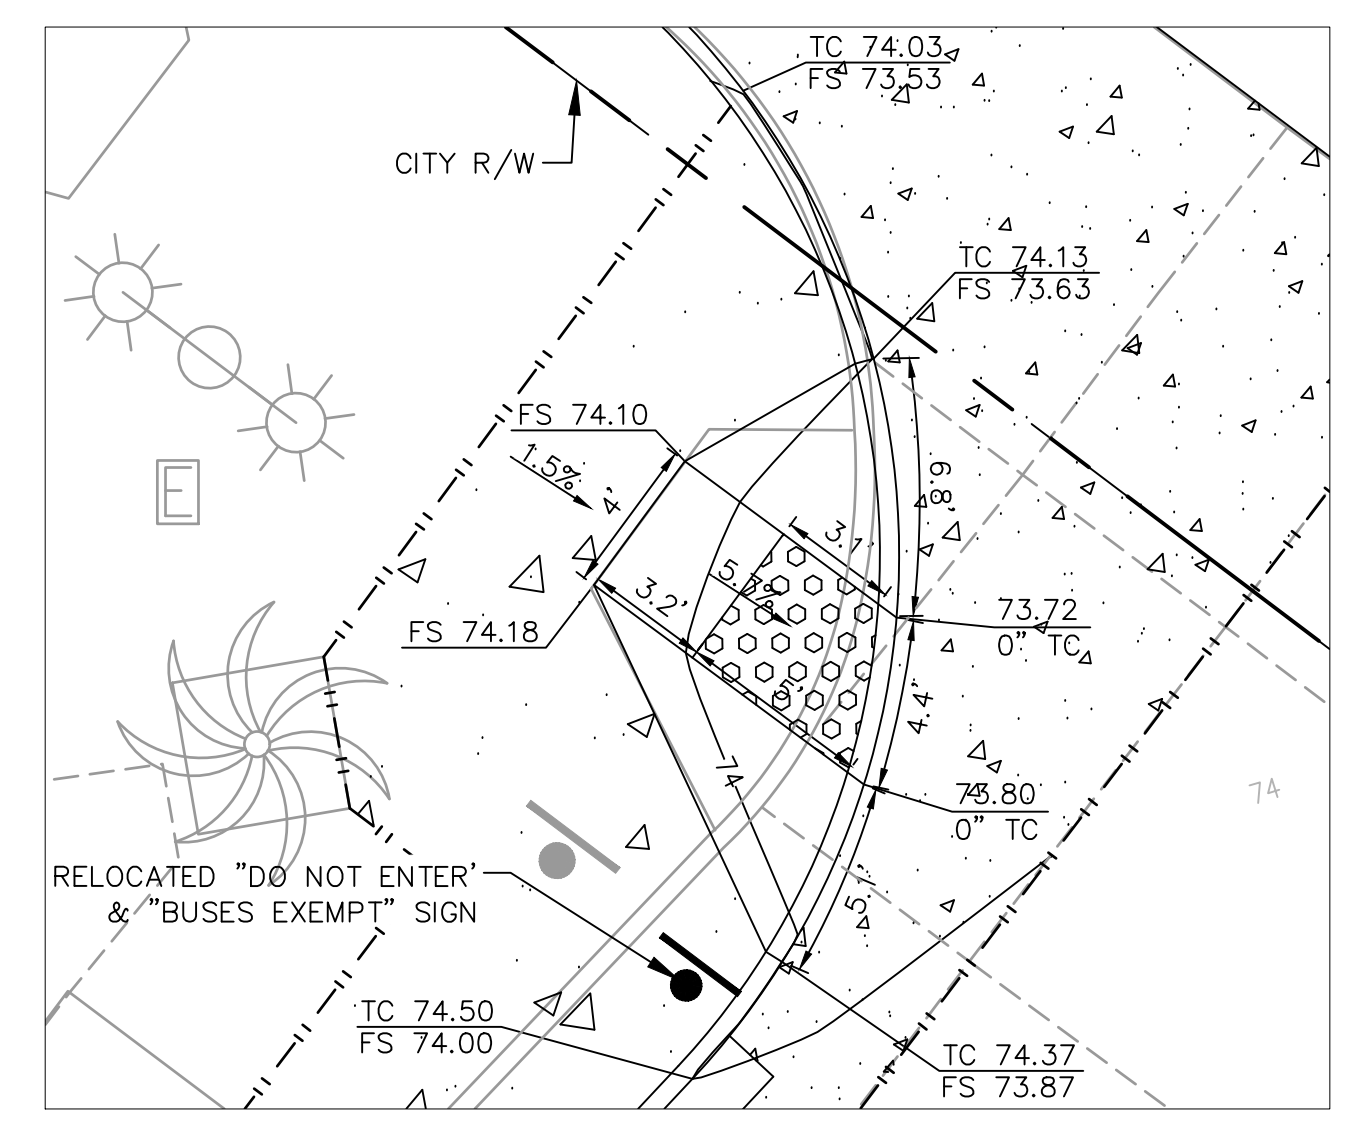 TC 74.03
FS 73.53
CITY R/W
TC 74.13
FS 73.63
FS 74.10
1.5%
4'
6.8'
3.1'
E
5.7%
3.2'
FS 74.18
73.72
0" TC
5'
4.4'
74
73.80
0" TC
74
RELOCATED "DO NOT ENTER'
& "BUSES EXEMPT" SIGN
5.1'
TC 74.50
FS 74.00
TC 74.37
FS 73.87